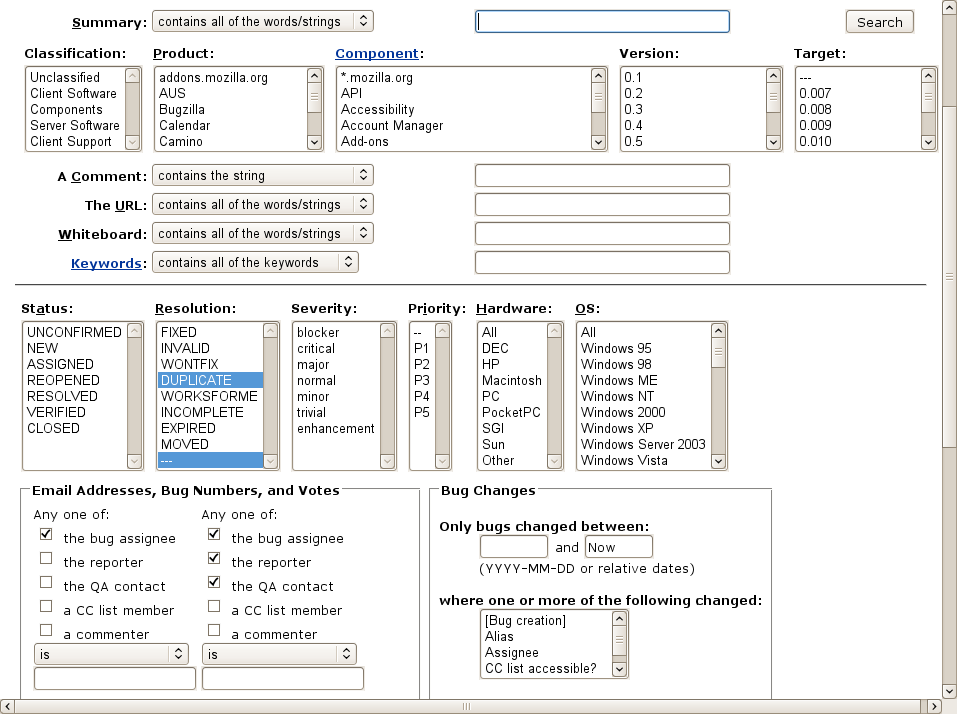 Summary: contains all of the words/strings Search
Classification: Product: Component: Version: Target:
Unclassified addons.mozilla.org *.mozilla.org 0.1 ---
Client Software AUS API 0.2 0.007
Components Bugzilla Accessibility 0.3 0.008
Server Software Calendar Account Manager 0.4 0.009
Client Support Camino Add-ons 0.5 0.010
A Comment: contains the string
The URL: contains all of the words/strings
Whiteboard: contains all of the words/strings
Keywords: contains all of the keywords
Status: Resolution: Severity: Priority: Hardware: OS:
UNCONFIRMED FIXED blocker -- All All
NEW INVALID critical P1 DEC Windows 95
ASSIGNED WONTFIX major P2 HP Windows 98
REOPENED DUPLICATE normal P3 Macintosh Windows ME
RESOLVED WORKSFORME minor P4 PC Windows NT
VERIFIED INCOMPLETE trivial P5 PocketPC Windows 2000
CLOSED EXPIRED enhancement SGI Windows XP
MOVED Sun Windows Server 2003
--- Other Windows Vista
Email Addresses, Bug Numbers, and Votes Bug Changes
Any one of: Any one of:
Only bugs changed between:
the bug assignee the bug assignee
and Now
the reporter the reporter
(YYYY-MM-DD or relative dates)
the QA contact the QA contact
where one or more of the following changed:
a CC list member a CC list member
[Bug creation]
a commenter a commenter
Alias
is is
Assignee
CC list accessible?